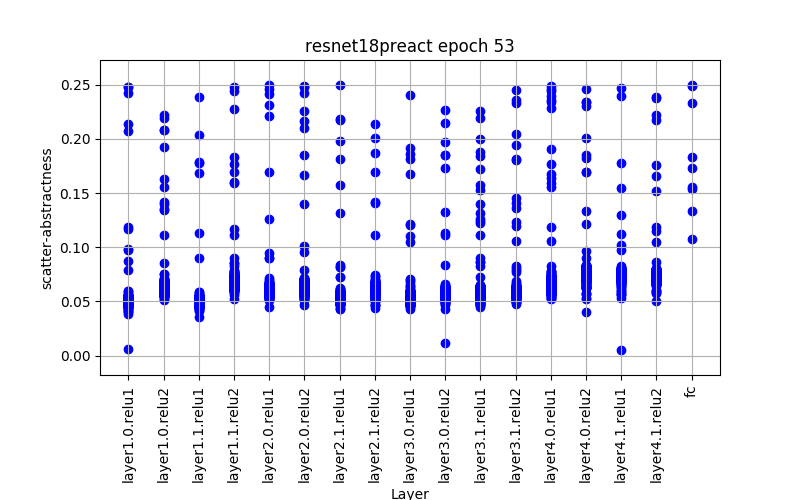 resnet18preact epoch 53
scatter-abstractness
0.25
0.20
0.15
0.10
0.05
0.00
layer1.0.relu1
layer1.0.relu2
layer1.1.relu1
layer1.1.relu2
layer2.0.relu1
layer2.0.relu2
layer2.1.relu1
layer2.1.relu2
layer3.0.relu1
layer3.0.relu2
layer3.1.relu1
layer3.1.relu2
layer4.0.relu1
layer4.0.relu2
layer4.1.relu1
layer4.1.relu2
fc
Layer